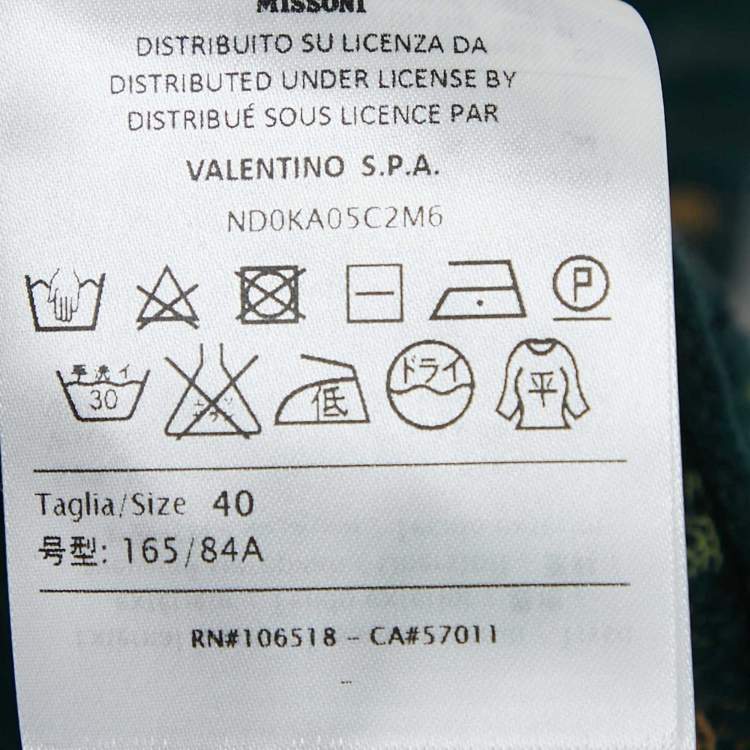 MISSONI
DISTRIBUITO SU LICENZA DA
DISTRIBUTED UNDER LICENSE BY
DISTRIBUÉ SOUS LICENCE PAR
VALENTINO S.P.A.
ND0KA05C2M6
P
手洗イ
30
低
ドライ
平
Taglia/Size 40
号型: 165/84A
RN#106518 - CA#57011